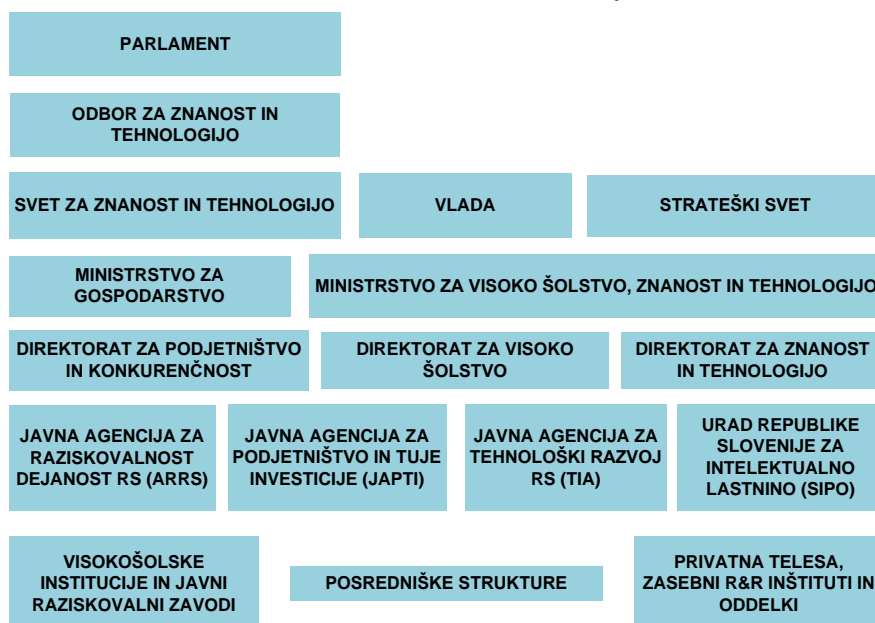 PARLAMENT
ODBOR ZA ZNANOST IN
TEHNOLOGIJO
SVET ZA ZNANOST IN TEHNOLOGIJO
VLADA
STRATEŠKI SVET
MINISTRSTVO ZA
GOSPODARSTVO
MINISTRSTVO ZA VISOKO ŠOLSTVO, ZNANOST IN TEHNOLOGIJO
DIREKTORAT ZA PODJETNIŠTVO
IN KONKURENČNOST
DIREKTORAT ZA VISOKO
ŠOLSTVO
DIREKTORAT ZA ZNANOST
IN TEHNOLOGIJO
JAVNA AGENCIJA ZA
RAZISKOVALNOST
DEJANOST RS (ARRS)
JAVNA AGENCIJA ZA
PODJETNIŠTVO IN TUJE
INVESTICIJE (JAPTI)
JAVNA AGENCIJA ZA
TEHNOLOŠKI RAZVOJ
RS (TIA)
URAD REPUBLIKE
SLOVENIJE ZA
INTELEKTUALNO
LASTNINO (SIPO)
VISOKOŠOLSKE
INSTITUCIJE IN JAVNI
RAZISKOVALNI ZAVODI
POSREDNIŠKE STRUKTURE
PRIVATNA TELESA,
ZASEBNI R&R INŠTITUTI IN
ODDELKI